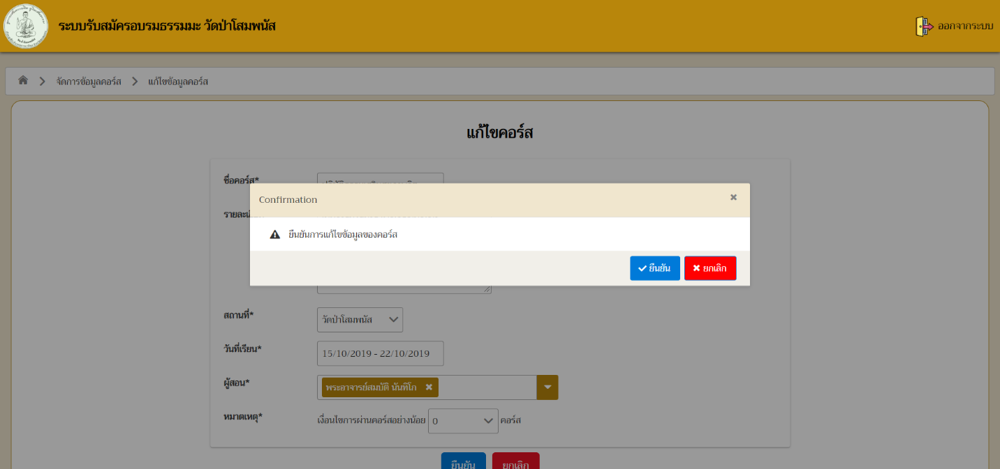 ระบบรับสมัครอบรมธรรมมะ วัดป่าโสมพนัส
ออกจากระบบ
จัดการข้อมูลคอร์ส
แก้ไขข้อมูลคอร์ส
แก้ไขคอร์ส
ชื่อคอร์ส*
Confirmation
ยืนยันการแก้ไขข้อมูลของคอร์ส
ยืนยัน ยกเลิก
สถานที่* วัดป่าโสมพนัส
วันที่เรียน* 15/10/2019 - 22/10/2019
ผู้สอน* พระอาจารย์สมบัติ นันทิโก
หมาตเหตุ* เงื่อนไขการผ่านคอร์สอย่างน้อย 0 คอร์ส
ยืนยัน ยกเลิก